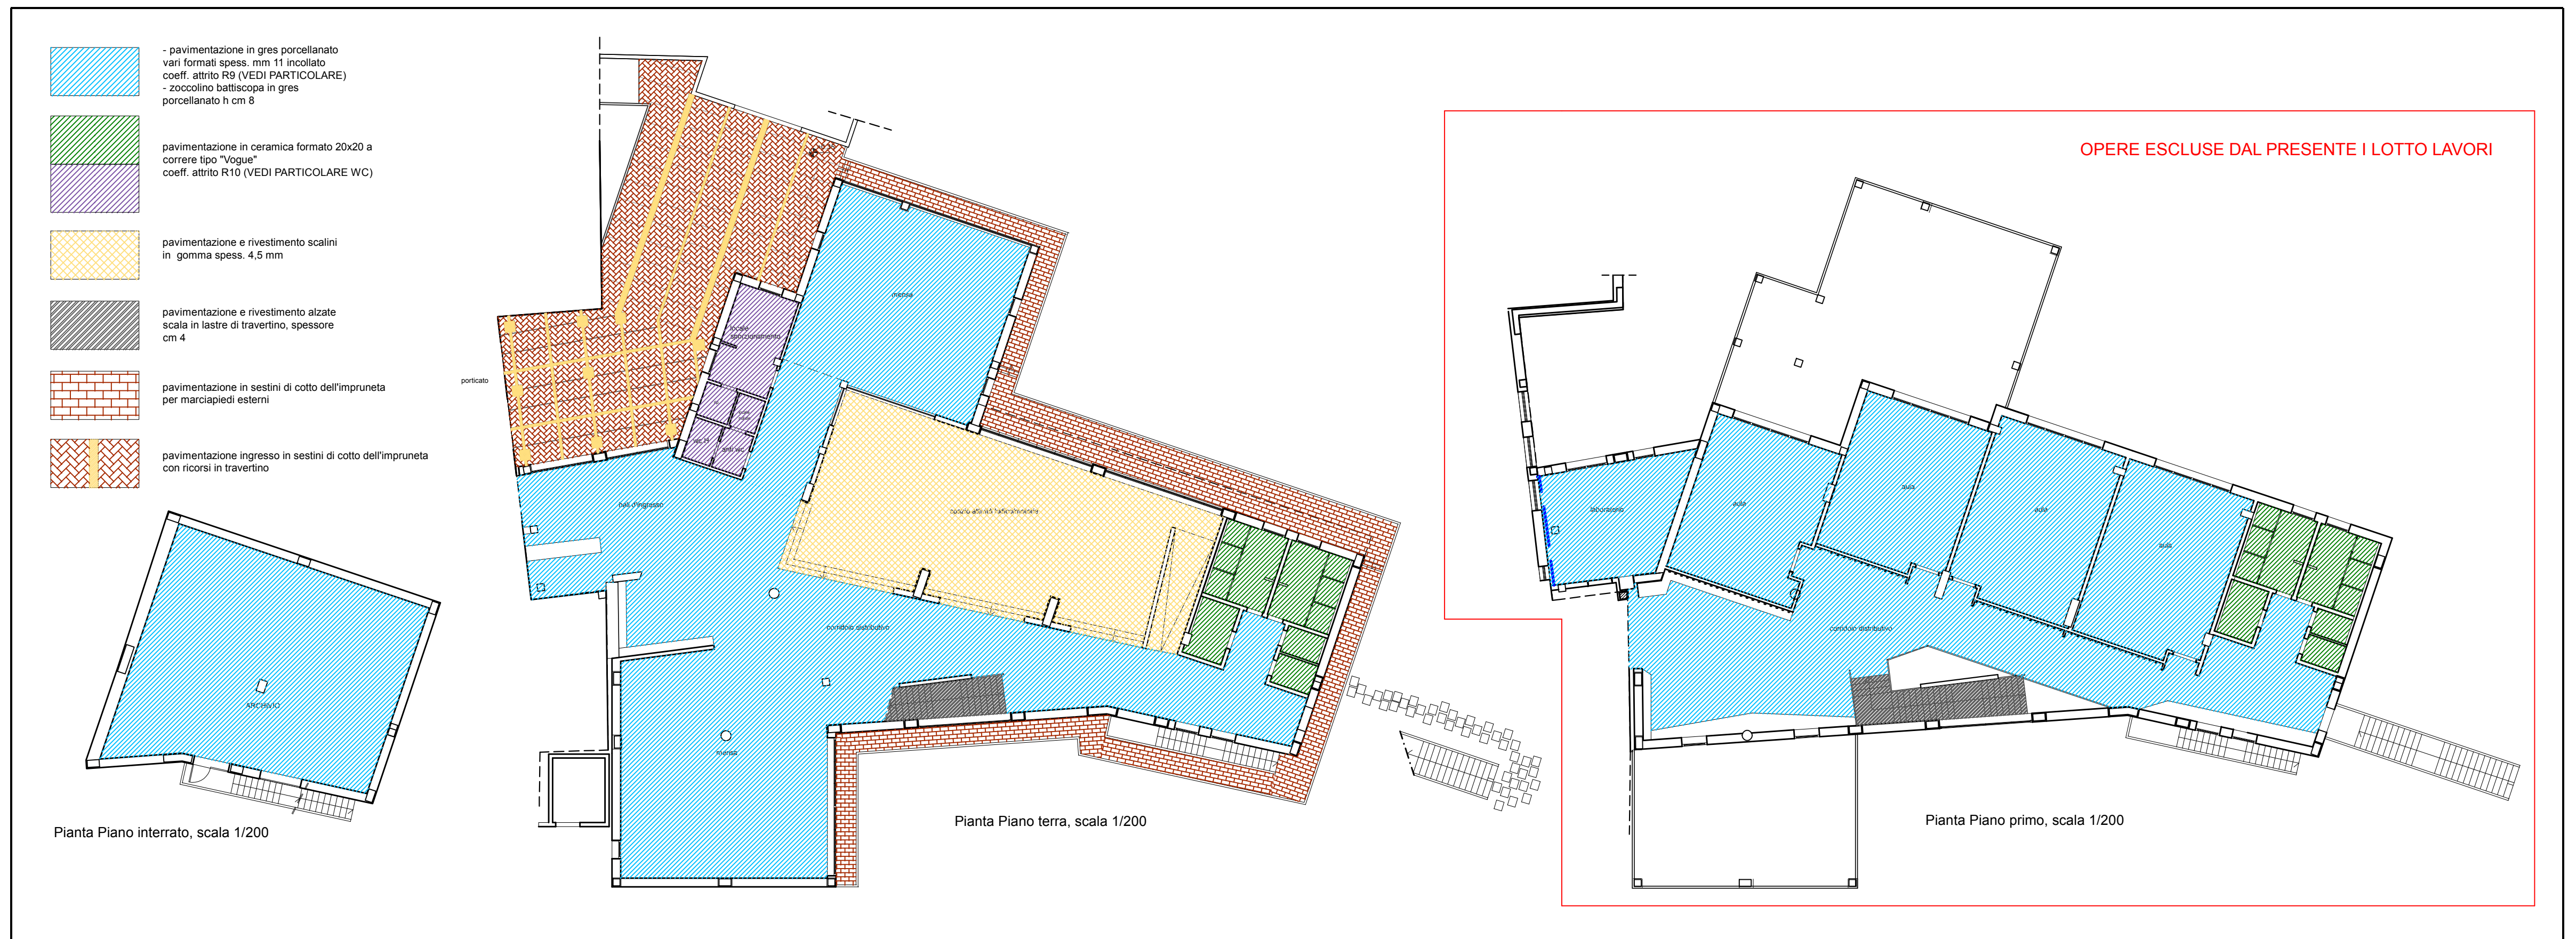 - pavimentazione in gres porcellanato
vari formati spess. mm 11 incollato
coeff. attrito R9 (VEDI PARTICOLARE)
- zoccolino battiscopa in gres
porcellanato h cm 8
pavimentazione in ceramica formato 20x20 a
correre tipo "Vogue"
coeff. attrito R10 (VEDI PARTICOLARE WC)
pavimentazione e rivestimento scalini
in gomma spess. 4,5 mm
pavimentazione e rivestimento alzate
scala in lastre di travertino, spessore
cm 4
pavimentazione in sestini di cotto dell'impruneta
per marciapiedi esterni
pavimentazione ingresso in sestini di cotto dell'impruneta
con ricorsi in travertino
ARCHIVIO
Pianta Piano interrato, scala 1/200
porticato
mensa
locale
sporzionamento
wc H
anti wc
hall d'ingresso
corridoio distributivo
mensa
Pianta Piano terra, scala 1/200
OPERE ESCLUSE DAL PRESENTE I LOTTO LAVORI
laboratorio
aula
aula
aula
aula
corridoio distributivo
Pianta Piano primo, scala 1/200